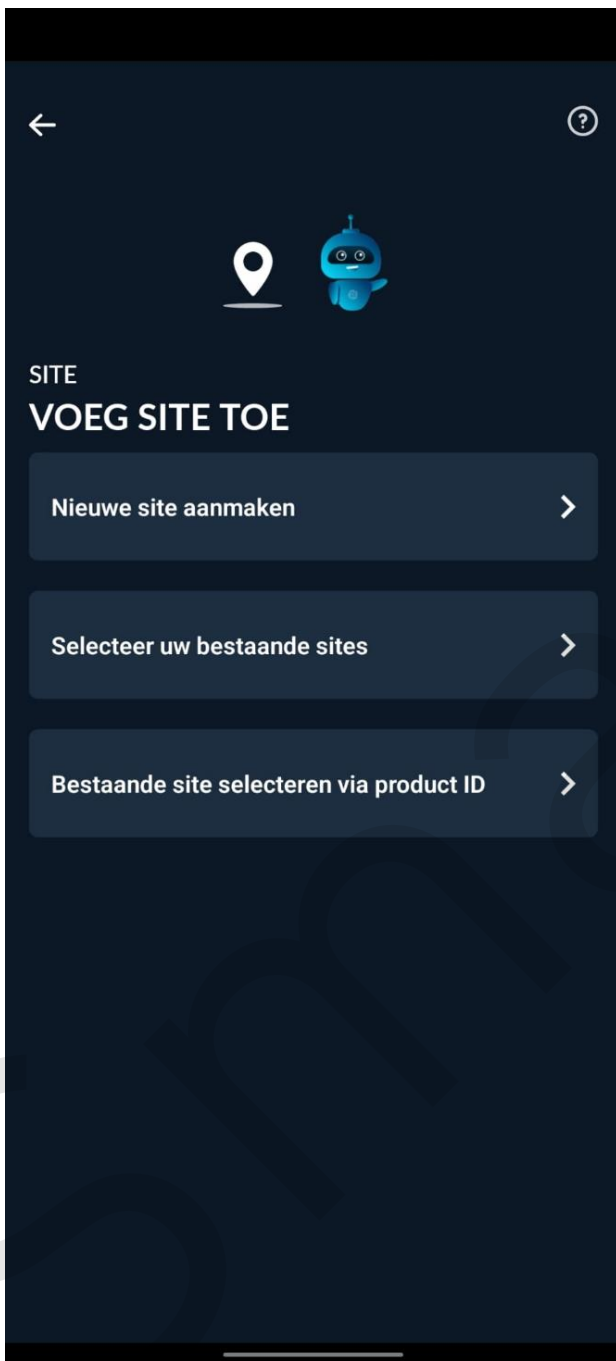 SITE
VOEG SITE TOE
Nieuwe site aanmaken
Selecteer uw bestaande sites
Bestaande site selecteren via product ID